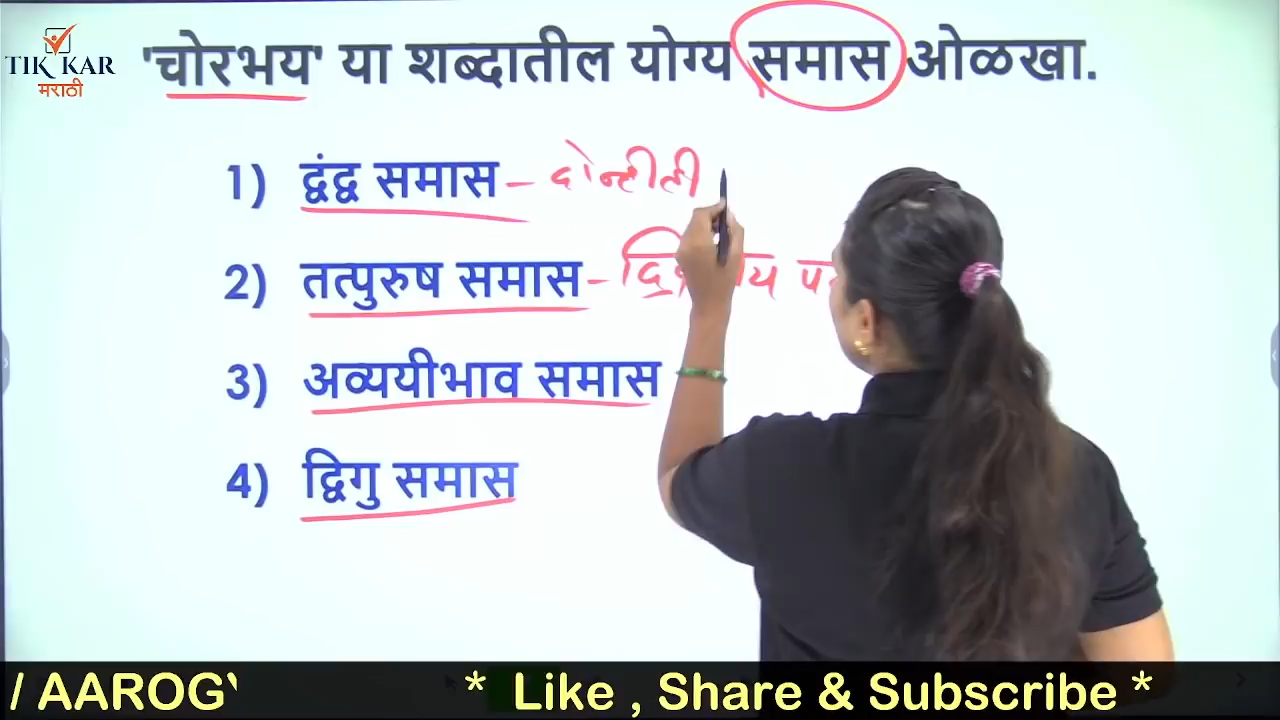 TIK KAR
मराठी
'चोरभय' या शब्दातील योग्य समास ओळखा.
1) द्वंद्व समास - दोन्ही
2) तत्पुरुष समास -
3) अव्ययीभाव समास
4) द्विगु समास
/ AAROGY
* Like , Share & Subscribe *